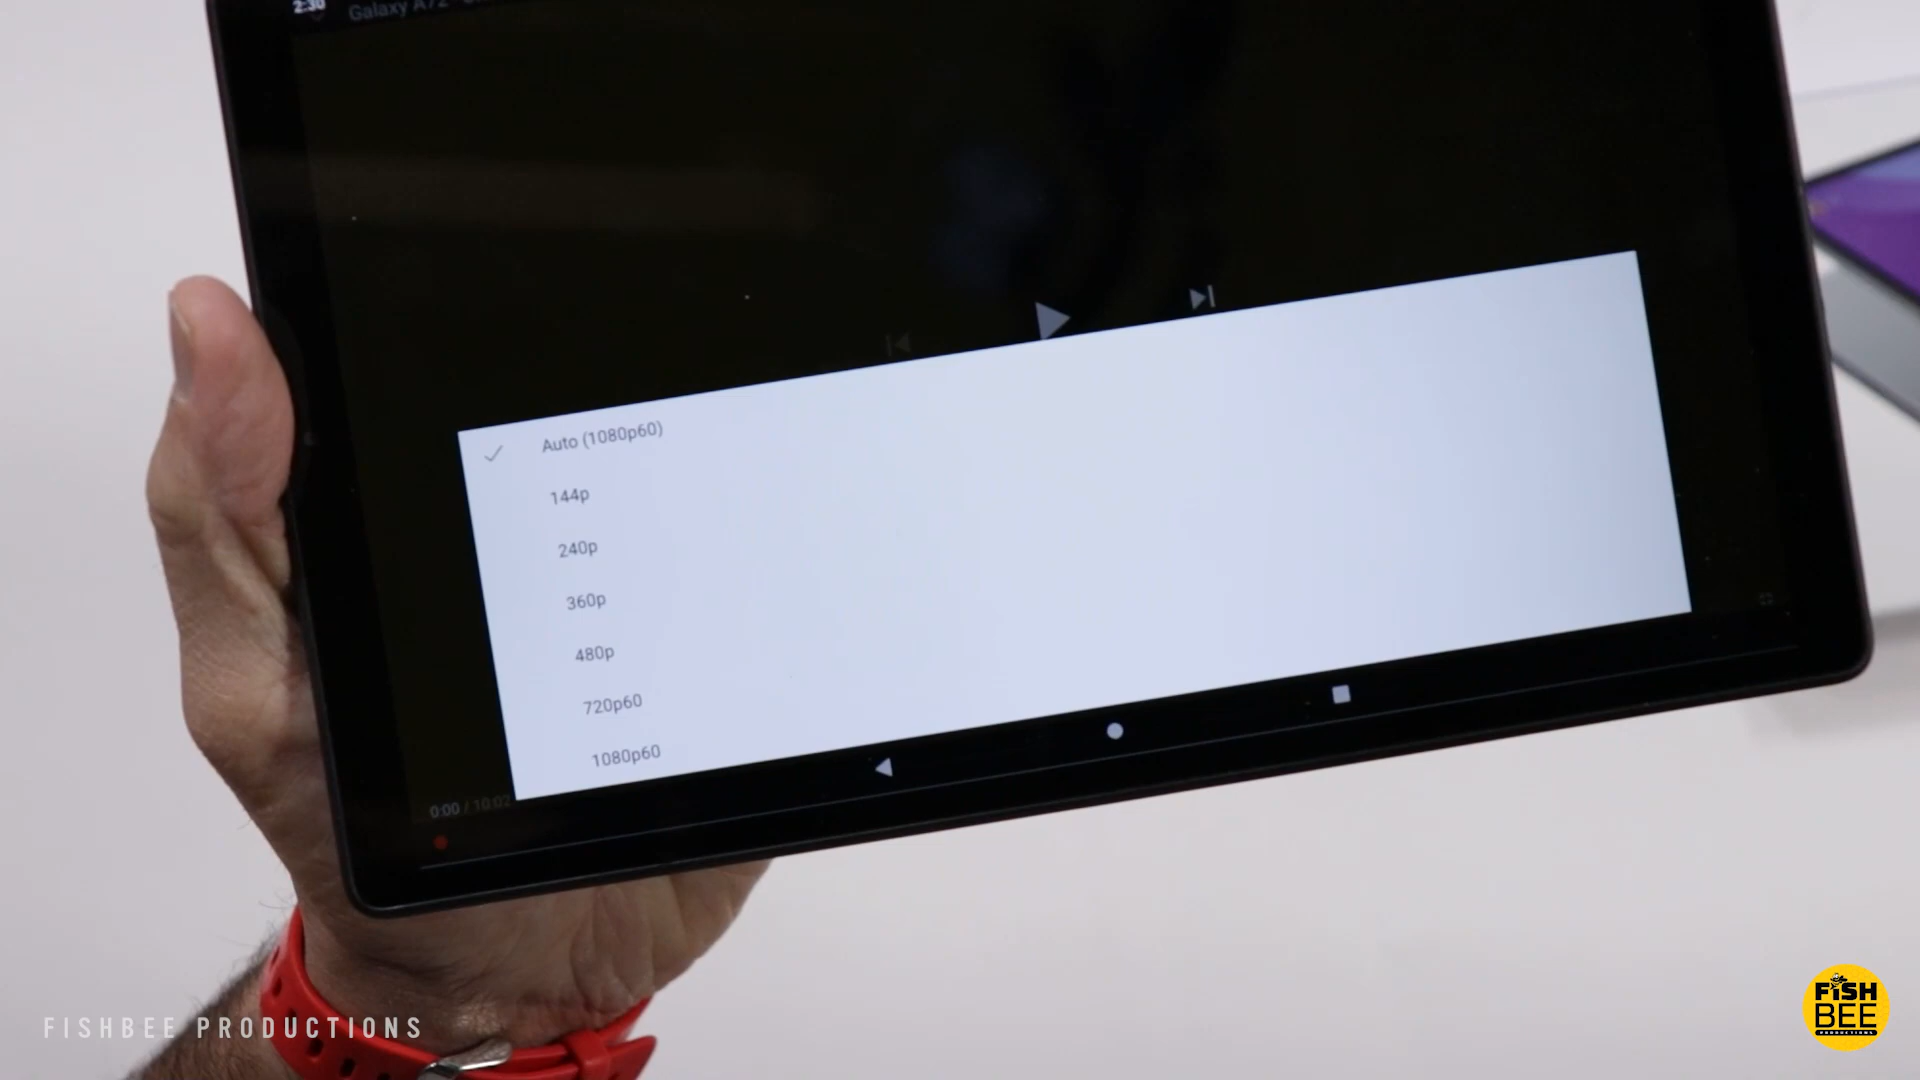 2:30
Galaxy A72
Auto (1080p60)
144p
240p
360p
480p
720p60
1080p60
0:00 / 10:02
FISHBEE PRODUCTIONS
FISH
BEE
PRODUCTIONS